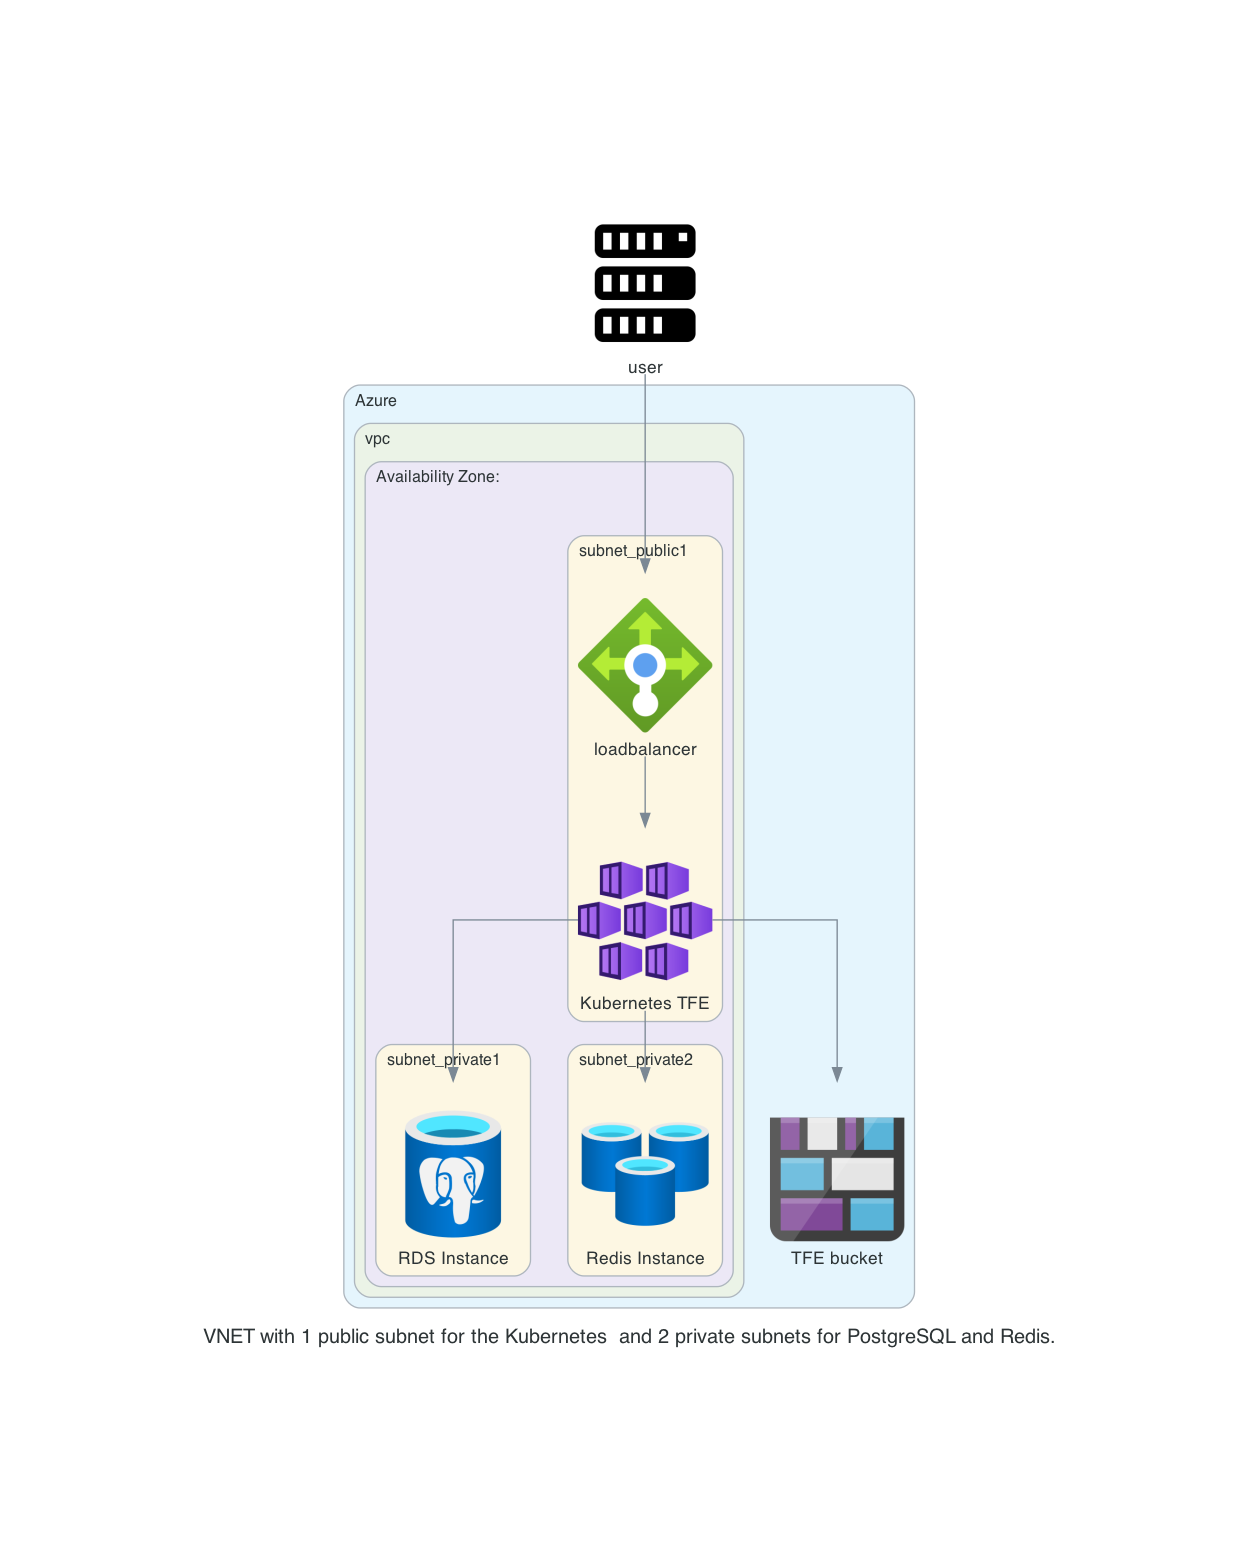 user
Azure
vpc
Availability Zone:
subnet_public1
loadbalancer
Kubernetes TFE
subnet_private1
subnet_private2
RDS Instance
Redis Instance
TFE bucket
VNET with 1 public subnet for the Kubernetes  and 2 private subnets for PostgreSQL and Redis.